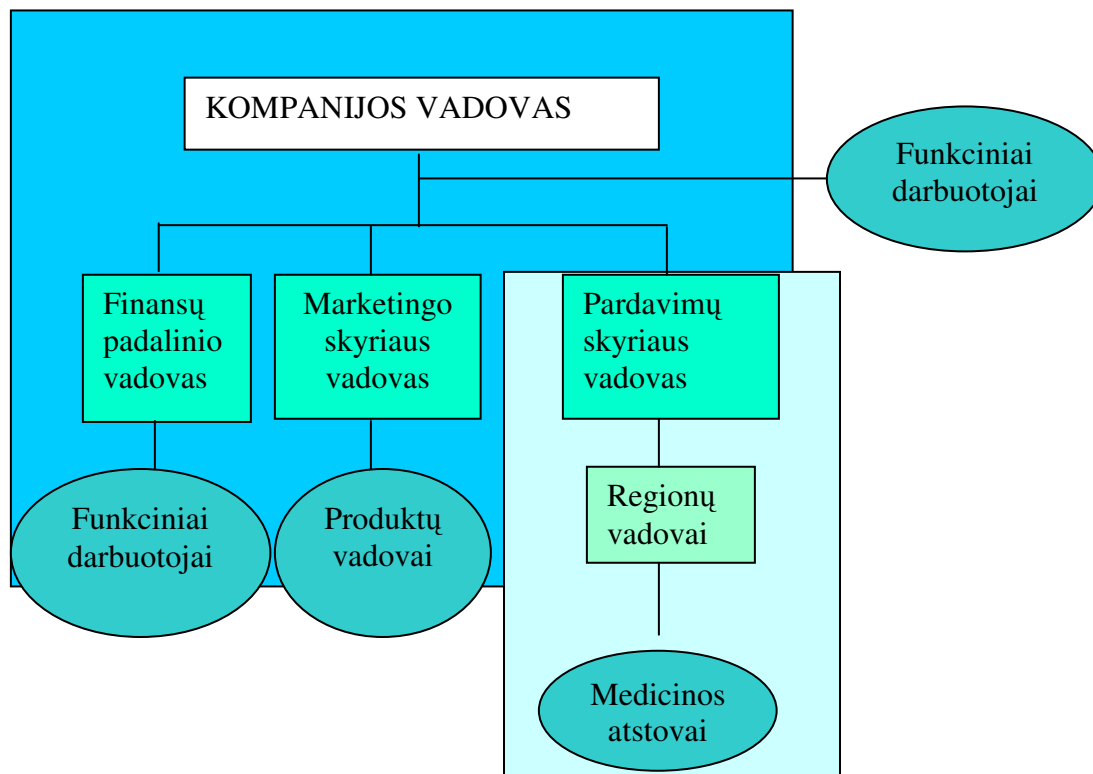 KOMPANIJOS VADOVAS
Funkciniai
darbuotojai
Finansų
padalinio
vadovas
Marketingo
skyriaus
vadovas
Pardavimų
skyriaus
vadovas
Funkciniai
darbuotojai
Produktų
vadovai
Regionų
vadovai
Medicinos
atstovai